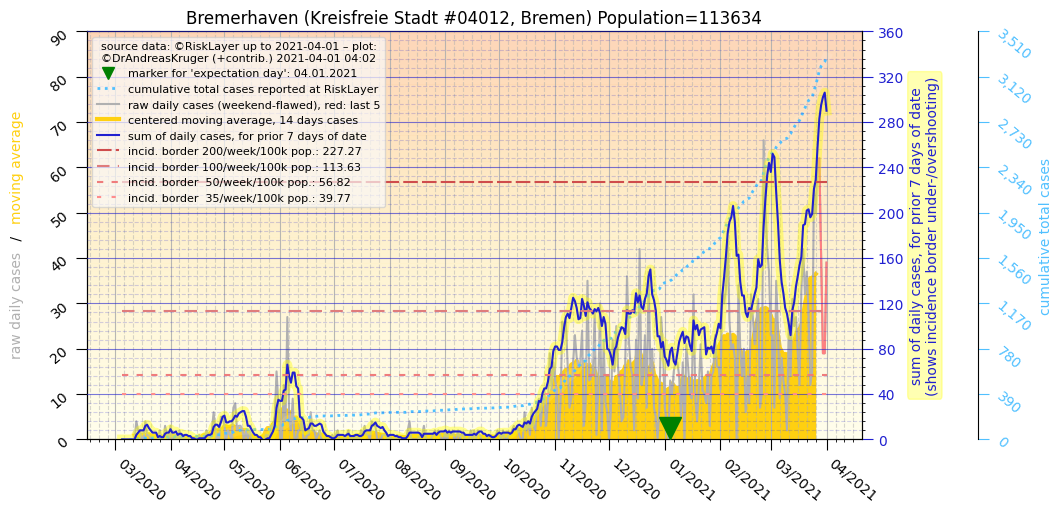 Bremerhaven (Kreisfreie Stadt #04012, Bremen) Population=113634
source data: ©RiskLayer up to 2021-04-01 – plot:
©DrAndreasKruger (+contrib.) 2021-04-01 04:02
marker for 'expectation day': 04.01.2021
cumulative total cases reported at RiskLayer
raw daily cases (weekend-flawed), red: last 5
centered moving average, 14 days cases
sum of daily cases, for prior 7 days of date
incid. border 200/week/100k pop.: 227.27
incid. border 100/week/100k pop.: 113.63
incid. border  50/week/100k pop.: 56.82
incid. border  35/week/100k pop.: 39.77
raw daily cases / moving average
90
80
70
60
50
40
30
20
10
0
03/2020
04/2020
05/2020
06/2020
07/2020
08/2020
09/2020
10/2020
11/2020
12/2020
01/2021
02/2021
03/2021
04/2021
360
320
280
240
200
160
120
80
40
0
sum of daily cases, for prior 7 days of date
(shows incidence border under-/overshooting)
3,510
3,120
2,730
2,340
1,950
1,560
1,170
780
390
0
cumulative total cases